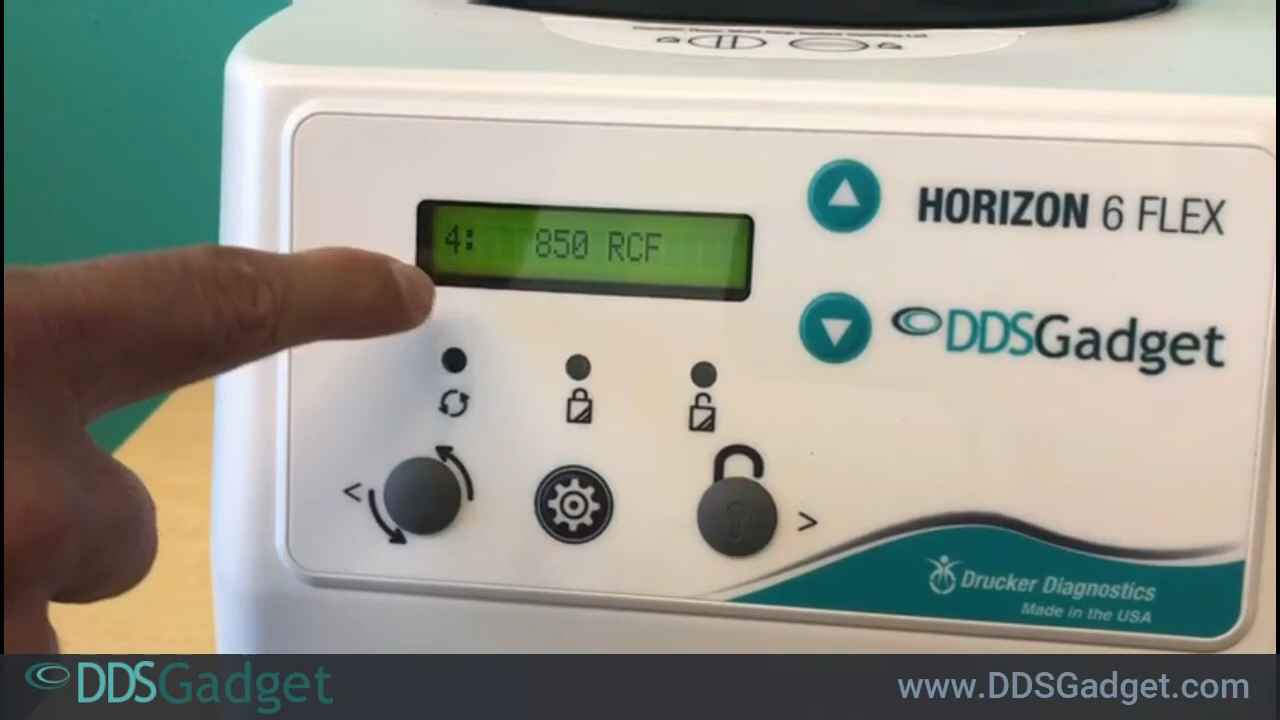 4: 850 RCF
HORIZON 6 FLEX
DDSGadget
<
>
Drucker Diagnostics
Made in the USA
DDSGadget
www.DDSGadget.com